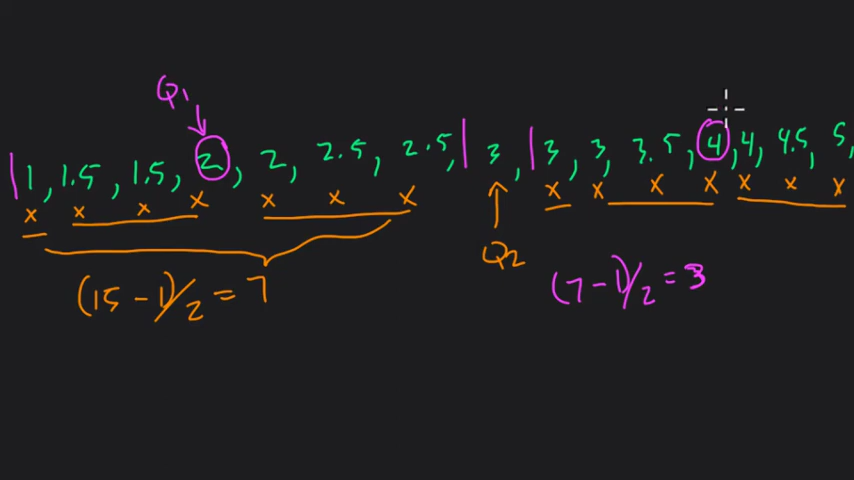 Q1
|1, 1.5, 1.5, 2, 2, 2.5, 2.5,| 3, |3, 3, 3.5, 4, 4, 4.5, 5,
x x x x x x x x x x x x x x
Q2
(15-1)/2 = 7
(7-1)/2 = 3